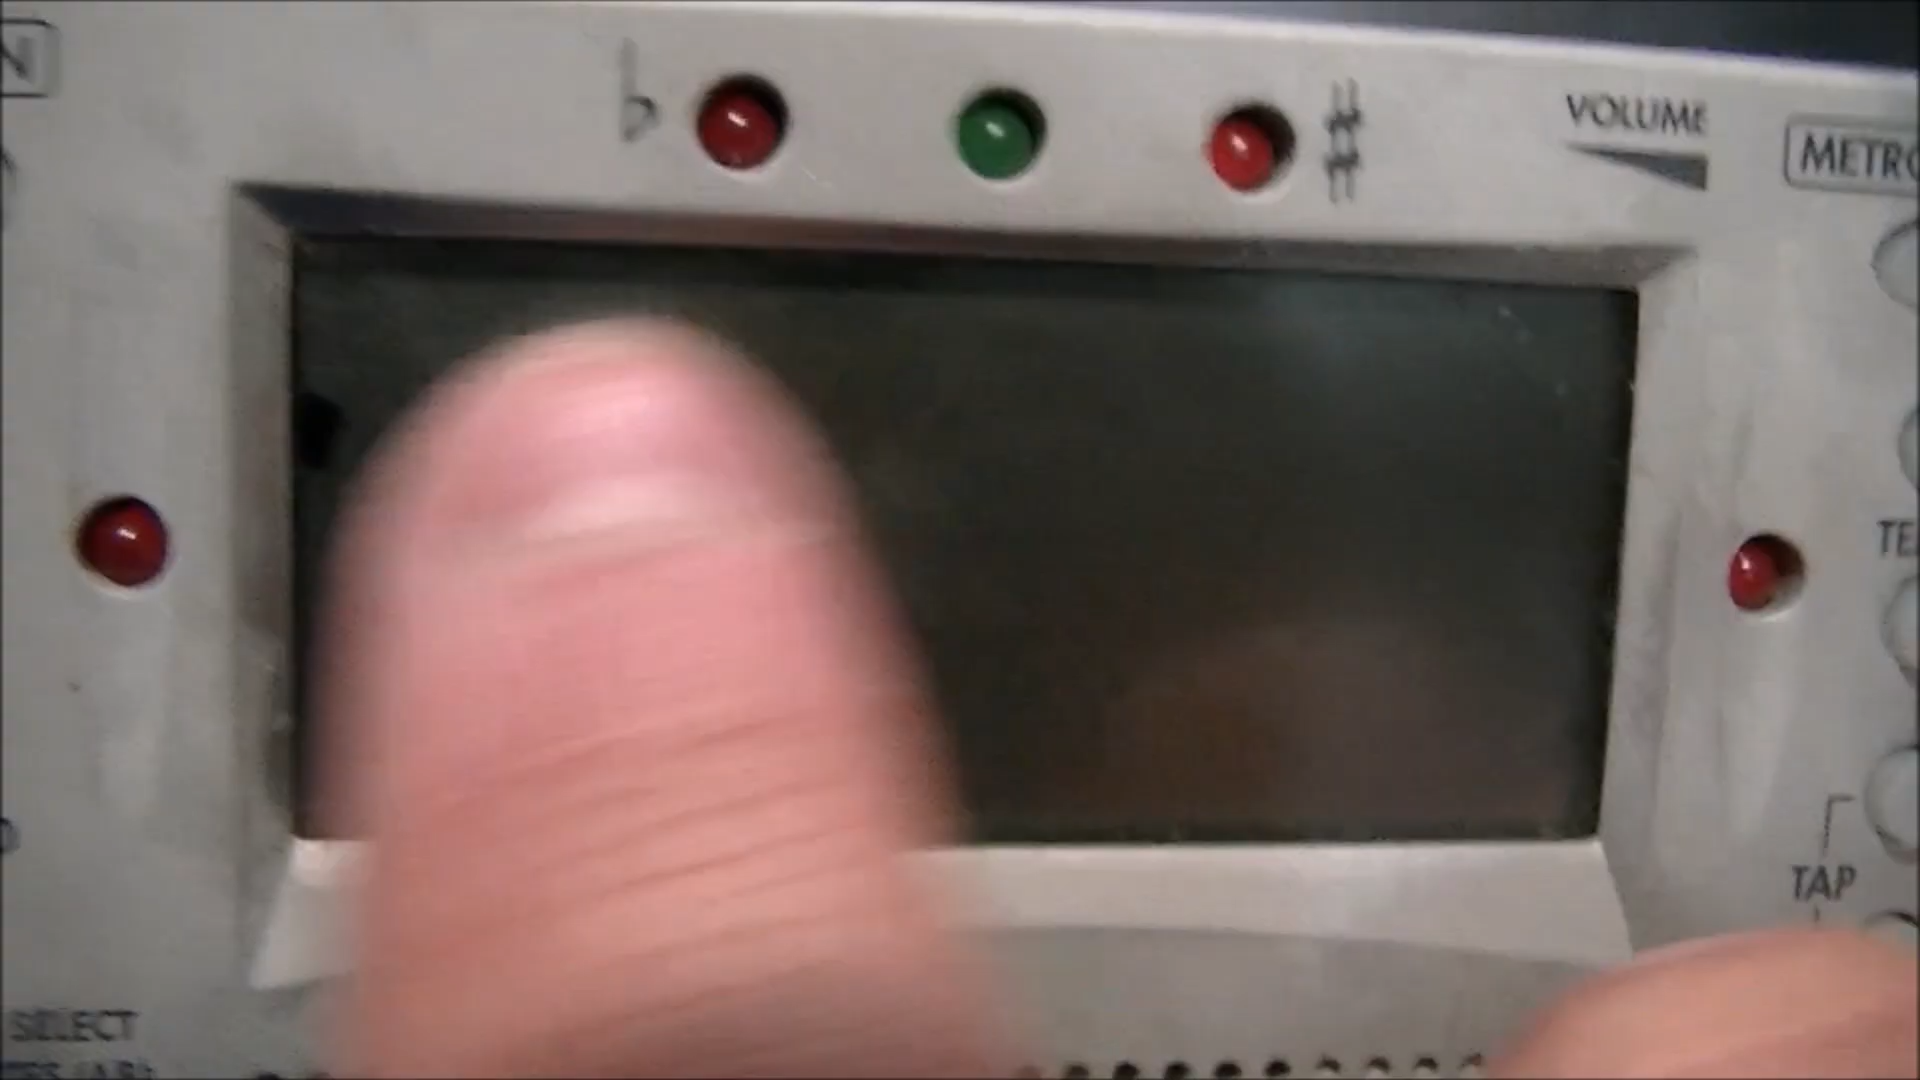 ♭
♯
VOLUME
METRO
TE
TAP
SELECT